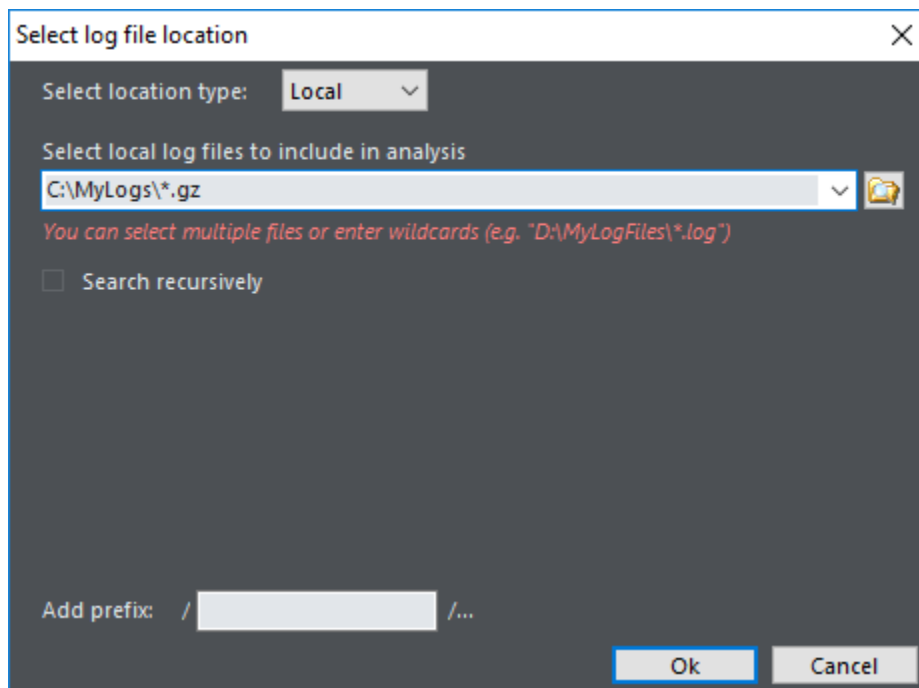 Select log file location
Select location type: Local
Select local log files to include in analysis
C:\MyLogs\*.gz
You can select multiple files or enter wildcards (e.g. "D:\MyLogFiles\*.log")
Search recursively
Add prefix: / /...
Ok Cancel